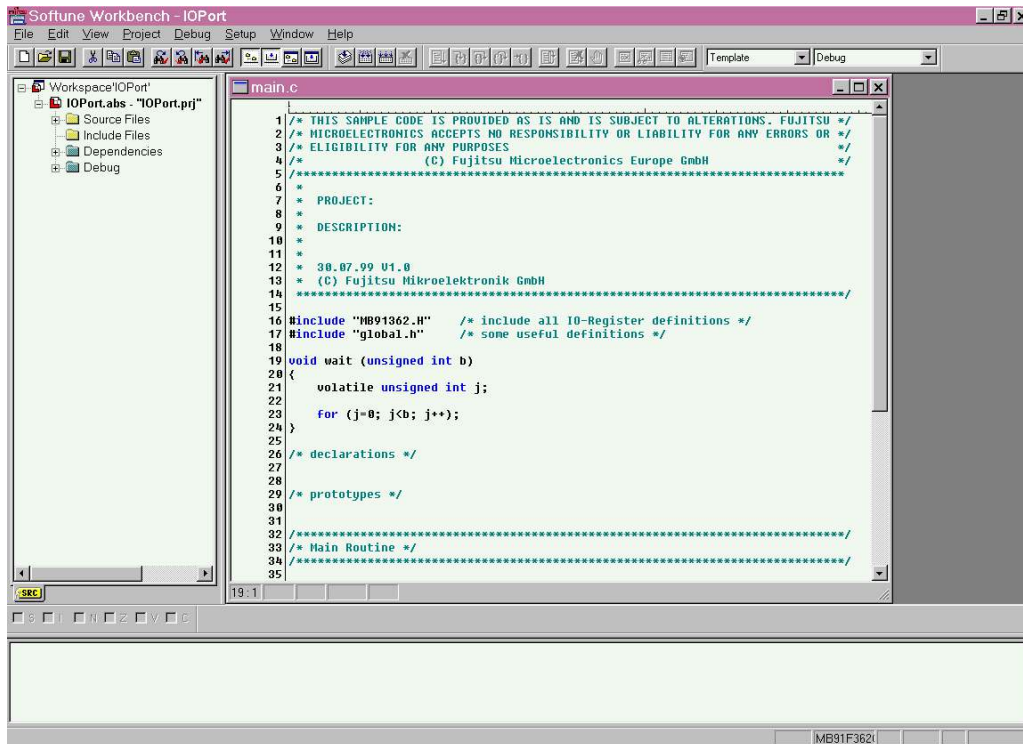 Softune Workbench - IOPort
File Edit View Project Debug Setup Window Help
Template Debug
Workspace'IOPort'
IOPort.abs - "IOPort.prj"
Source Files
Include Files
Dependencies
Debug
SRC
main.c
1 /* THIS SAMPLE CODE IS PROVIDED AS IS AND IS SUBJECT TO ALTERATIONS. FUJITSU */
2 /* MICROELECTRONICS ACCEPTS NO RESPONSIBILITY OR LIABILITY FOR ANY ERRORS OR */
3 /* ELIGIBILITY FOR ANY PURPOSES */
4 /* (C) Fujitsu Microelectronics Europe GmbH */
5 /*****************************************************************************
6 *
7 * PROJECT:
8 *
9 * DESCRIPTION:
10 *
11 *
12 * 30.07.99 V1.0
13 * (C) Fujitsu Mikroelektronik GmbH
14 *****************************************************************************/
15
16 #include "MB91362.H" /* include all IO-Register definitions */
17 #include "global.h" /* some useful definitions */
18
19 void wait (unsigned int b)
20 {
21 volatile unsigned int j;
22
23 for (j=0; j<b; j++);
24 }
25
26 /* declarations */
27
28
29 /* prototypes */
30
31
32 /*****************************************************************************/
33 /* Main Routine */
34 /*****************************************************************************/
35
19:1
S I N Z V C
MB91F362